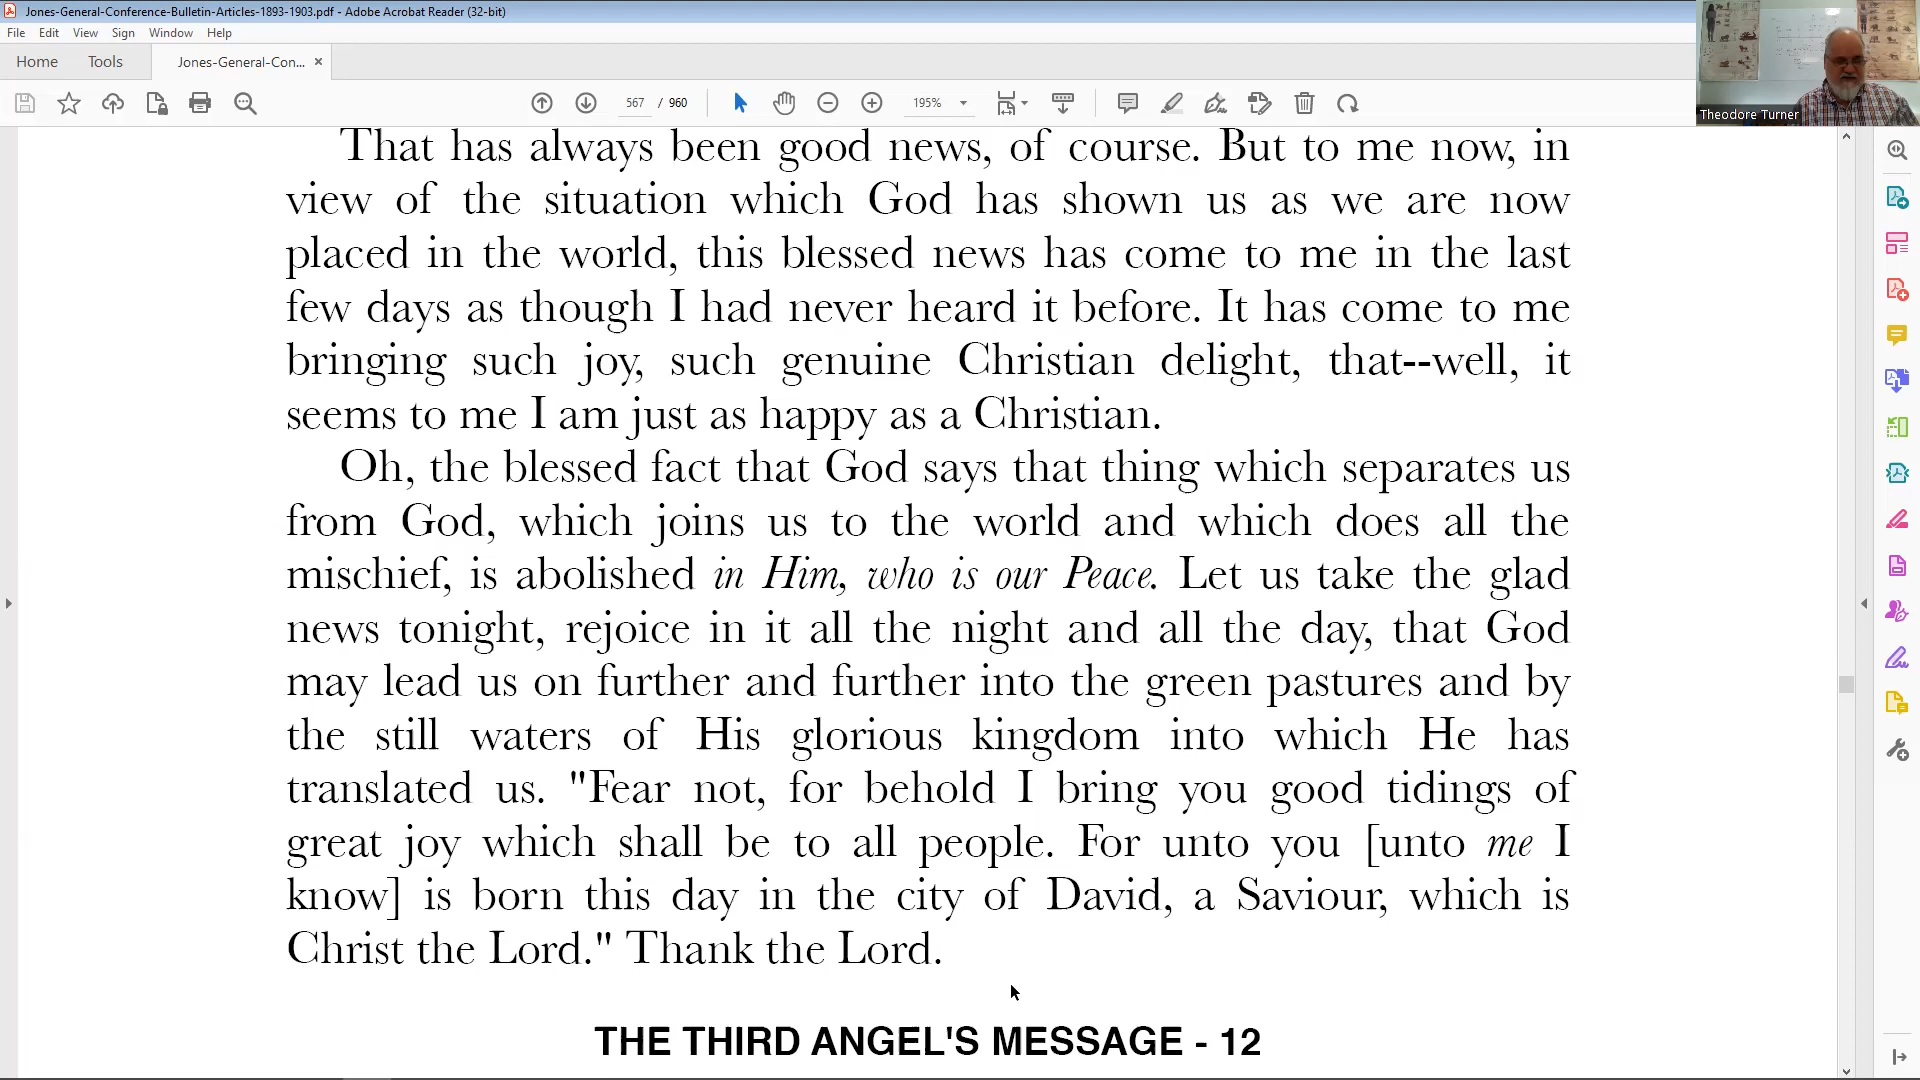 Jones-General-Conference-Bulletin-Articles-1893-1903.pdf - Adobe Acrobat Reader (32-bit)
File Edit View Sign Window Help
Home Tools Jones-General-Con... ×
567 / 960 195%
Theodore Turner
That has always been good news, of course. But to me now, in
view of the situation which God has shown us as we are now
placed in the world, this blessed news has come to me in the last
few days as though I had never heard it before. It has come to me
bringing such joy, such genuine Christian delight, that--well, it
seems to me I am just as happy as a Christian.
Oh, the blessed fact that God says that thing which separates us
from God, which joins us to the world and which does all the
mischief, is abolished in Him, who is our Peace. Let us take the glad
news tonight, rejoice in it all the night and all the day, that God
may lead us on further and further into the green pastures and by
the still waters of His glorious kingdom into which He has
translated us. "Fear not, for behold I bring you good tidings of
great joy which shall be to all people. For unto you [unto me I
know] is born this day in the city of David, a Saviour, which is
Christ the Lord." Thank the Lord.
THE THIRD ANGEL'S MESSAGE - 12